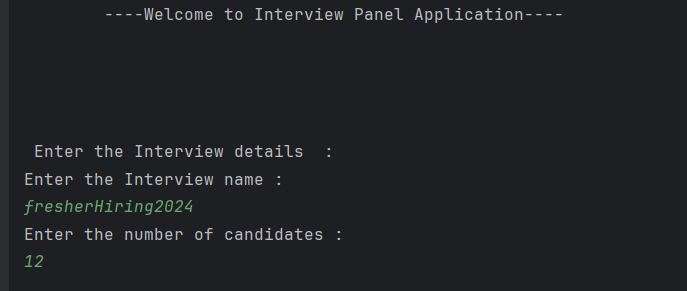 ----Welcome to Interview Panel Application----
Enter the Interview details  :
Enter the Interview name :
fresherHiring2024
Enter the number of candidates :
12